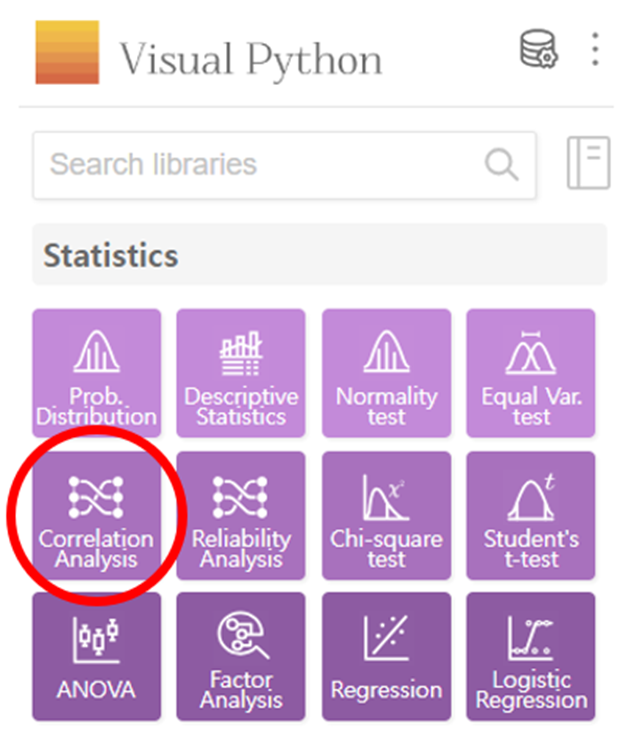 Visual Python
Search libraries
Statistics
Prob.
Distribution
Descriptive
Statistics
Normality
test
Equal Var.
test
Correlation
Analysis
Reliability
Analysis
χ²
Chi-square
test
t
Student's
t-test
ANOVA
Factor
Analysis
Regression
Logistic
Regression